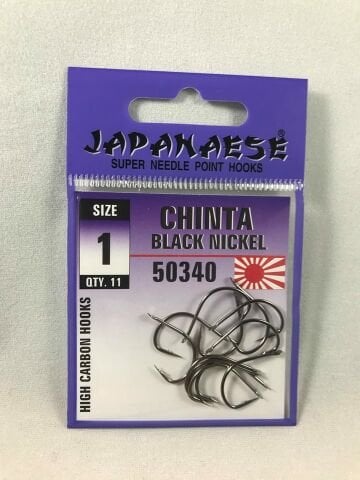 JAPANAESE®
SUPER NEEDLE POINT HOOKS
SIZE
1
QTY. 11
CHINTA
BLACK NICKEL
50340
HIGH CARBON HOOKS